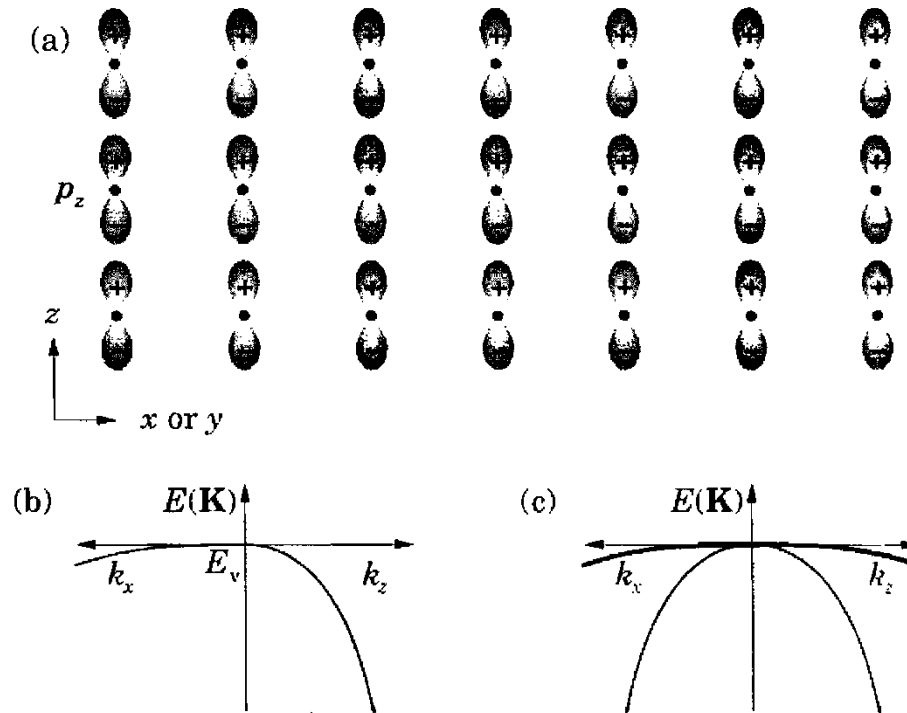 (a)
+ + + + + + +
+ + + + + + +
p_z
+ + + + + + +
z
x or y
(b) E(K) (c) E(K)
k_x E_v k_z k_x k_z